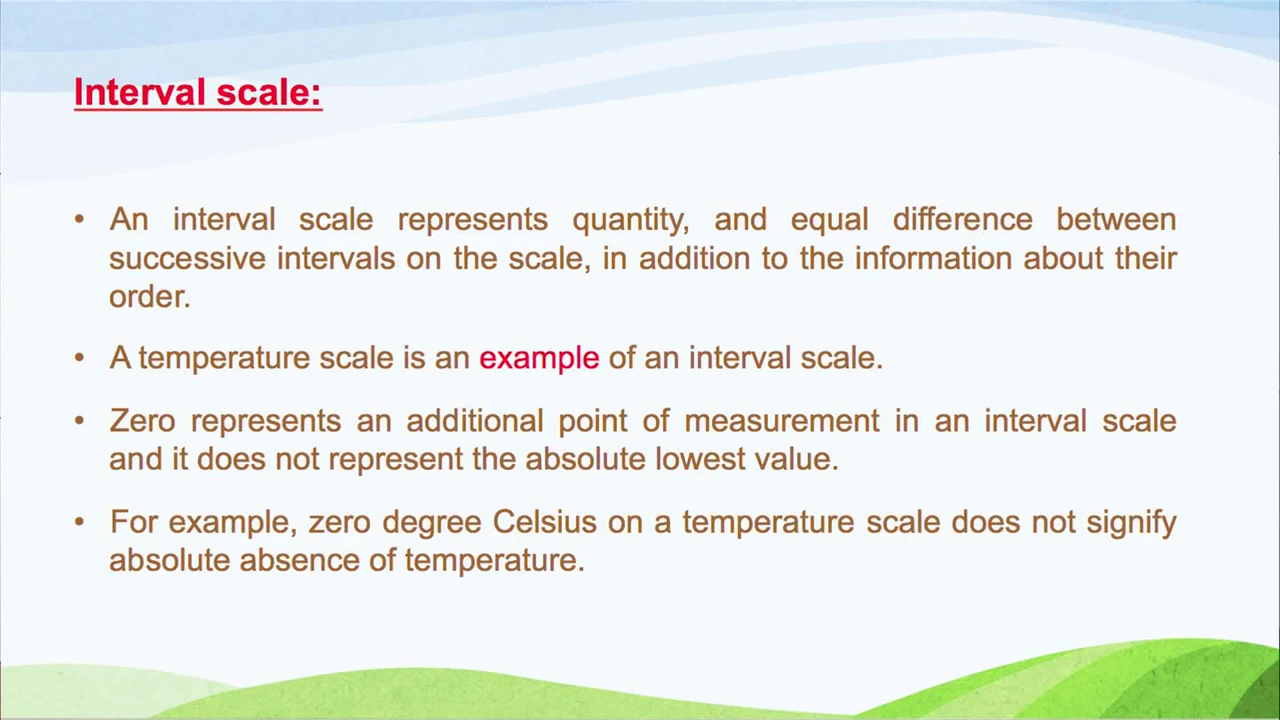 Interval scale:
• An interval scale represents quantity, and equal difference between
successive intervals on the scale, in addition to the information about their
order.
• A temperature scale is an example of an interval scale.
• Zero represents an additional point of measurement in an interval scale
and it does not represent the absolute lowest value.
• For example, zero degree Celsius on a temperature scale does not signify
absolute absence of temperature.